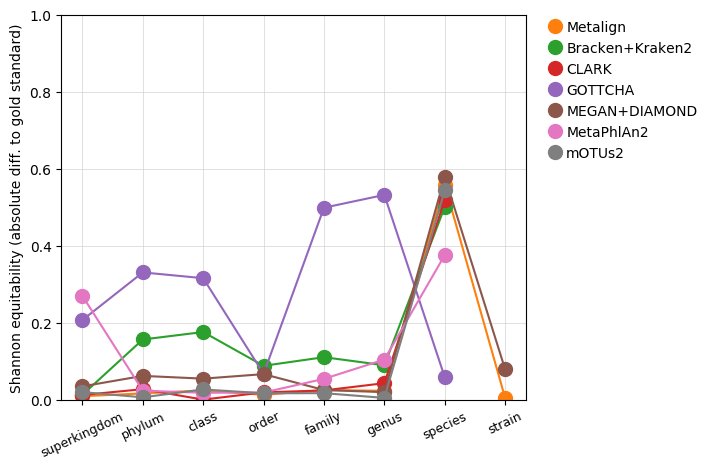 Shannon equitability (absolute diff. to gold standard)
1.0
0.8
0.6
0.4
0.2
0.0
superkingdom
phylum
class
order
family
genus
species
strain
Metalign
Bracken+Kraken2
CLARK
GOTTCHA
MEGAN+DIAMOND
MetaPhlAn2
mOTUs2